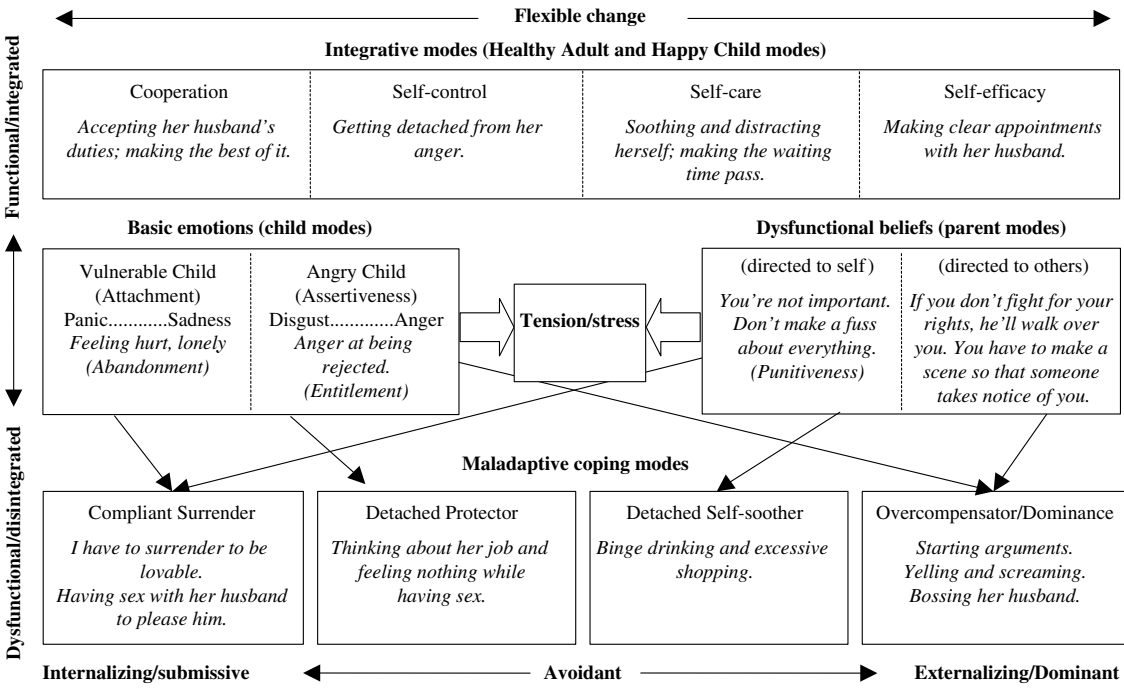 Flexible change
Integrative modes (Healthy Adult and Happy Child modes)
Functional/integrated
Cooperation
Accepting her husband's
duties; making the best of it.
Self-control
Getting detached from her
anger.
Self-care
Soothing and distracting
herself; making the waiting
time pass.
Self-efficacy
Making clear appointments
with her husband.
Basic emotions (child modes)
Dysfunctional beliefs (parent modes)
Vulnerable Child
(Attachment)
Panic............Sadness
Feeling hurt, lonely
(Abandonment)
Angry Child
(Assertiveness)
Disgust.............Anger
Anger at being
rejected.
(Entitlement)
Tension/stress
(directed to self)
You're not important.
Don't make a fuss
about everything.
(Punitiveness)
(directed to others)
If you don't fight for your
rights, he'll walk over
you. You have to make a
scene so that someone
takes notice of you.
Dysfunctional/disintegrated
Maladaptive coping modes
Compliant Surrender
I have to surrender to be
lovable.
Having sex with her husband
to please him.
Detached Protector
Thinking about her job and
feeling nothing while
having sex.
Detached Self-soother
Binge drinking and excessive
shopping.
Overcompensator/Dominance
Starting arguments.
Yelling and screaming.
Bossing her husband.
Internalizing/submissive
Avoidant
Externalizing/Dominant